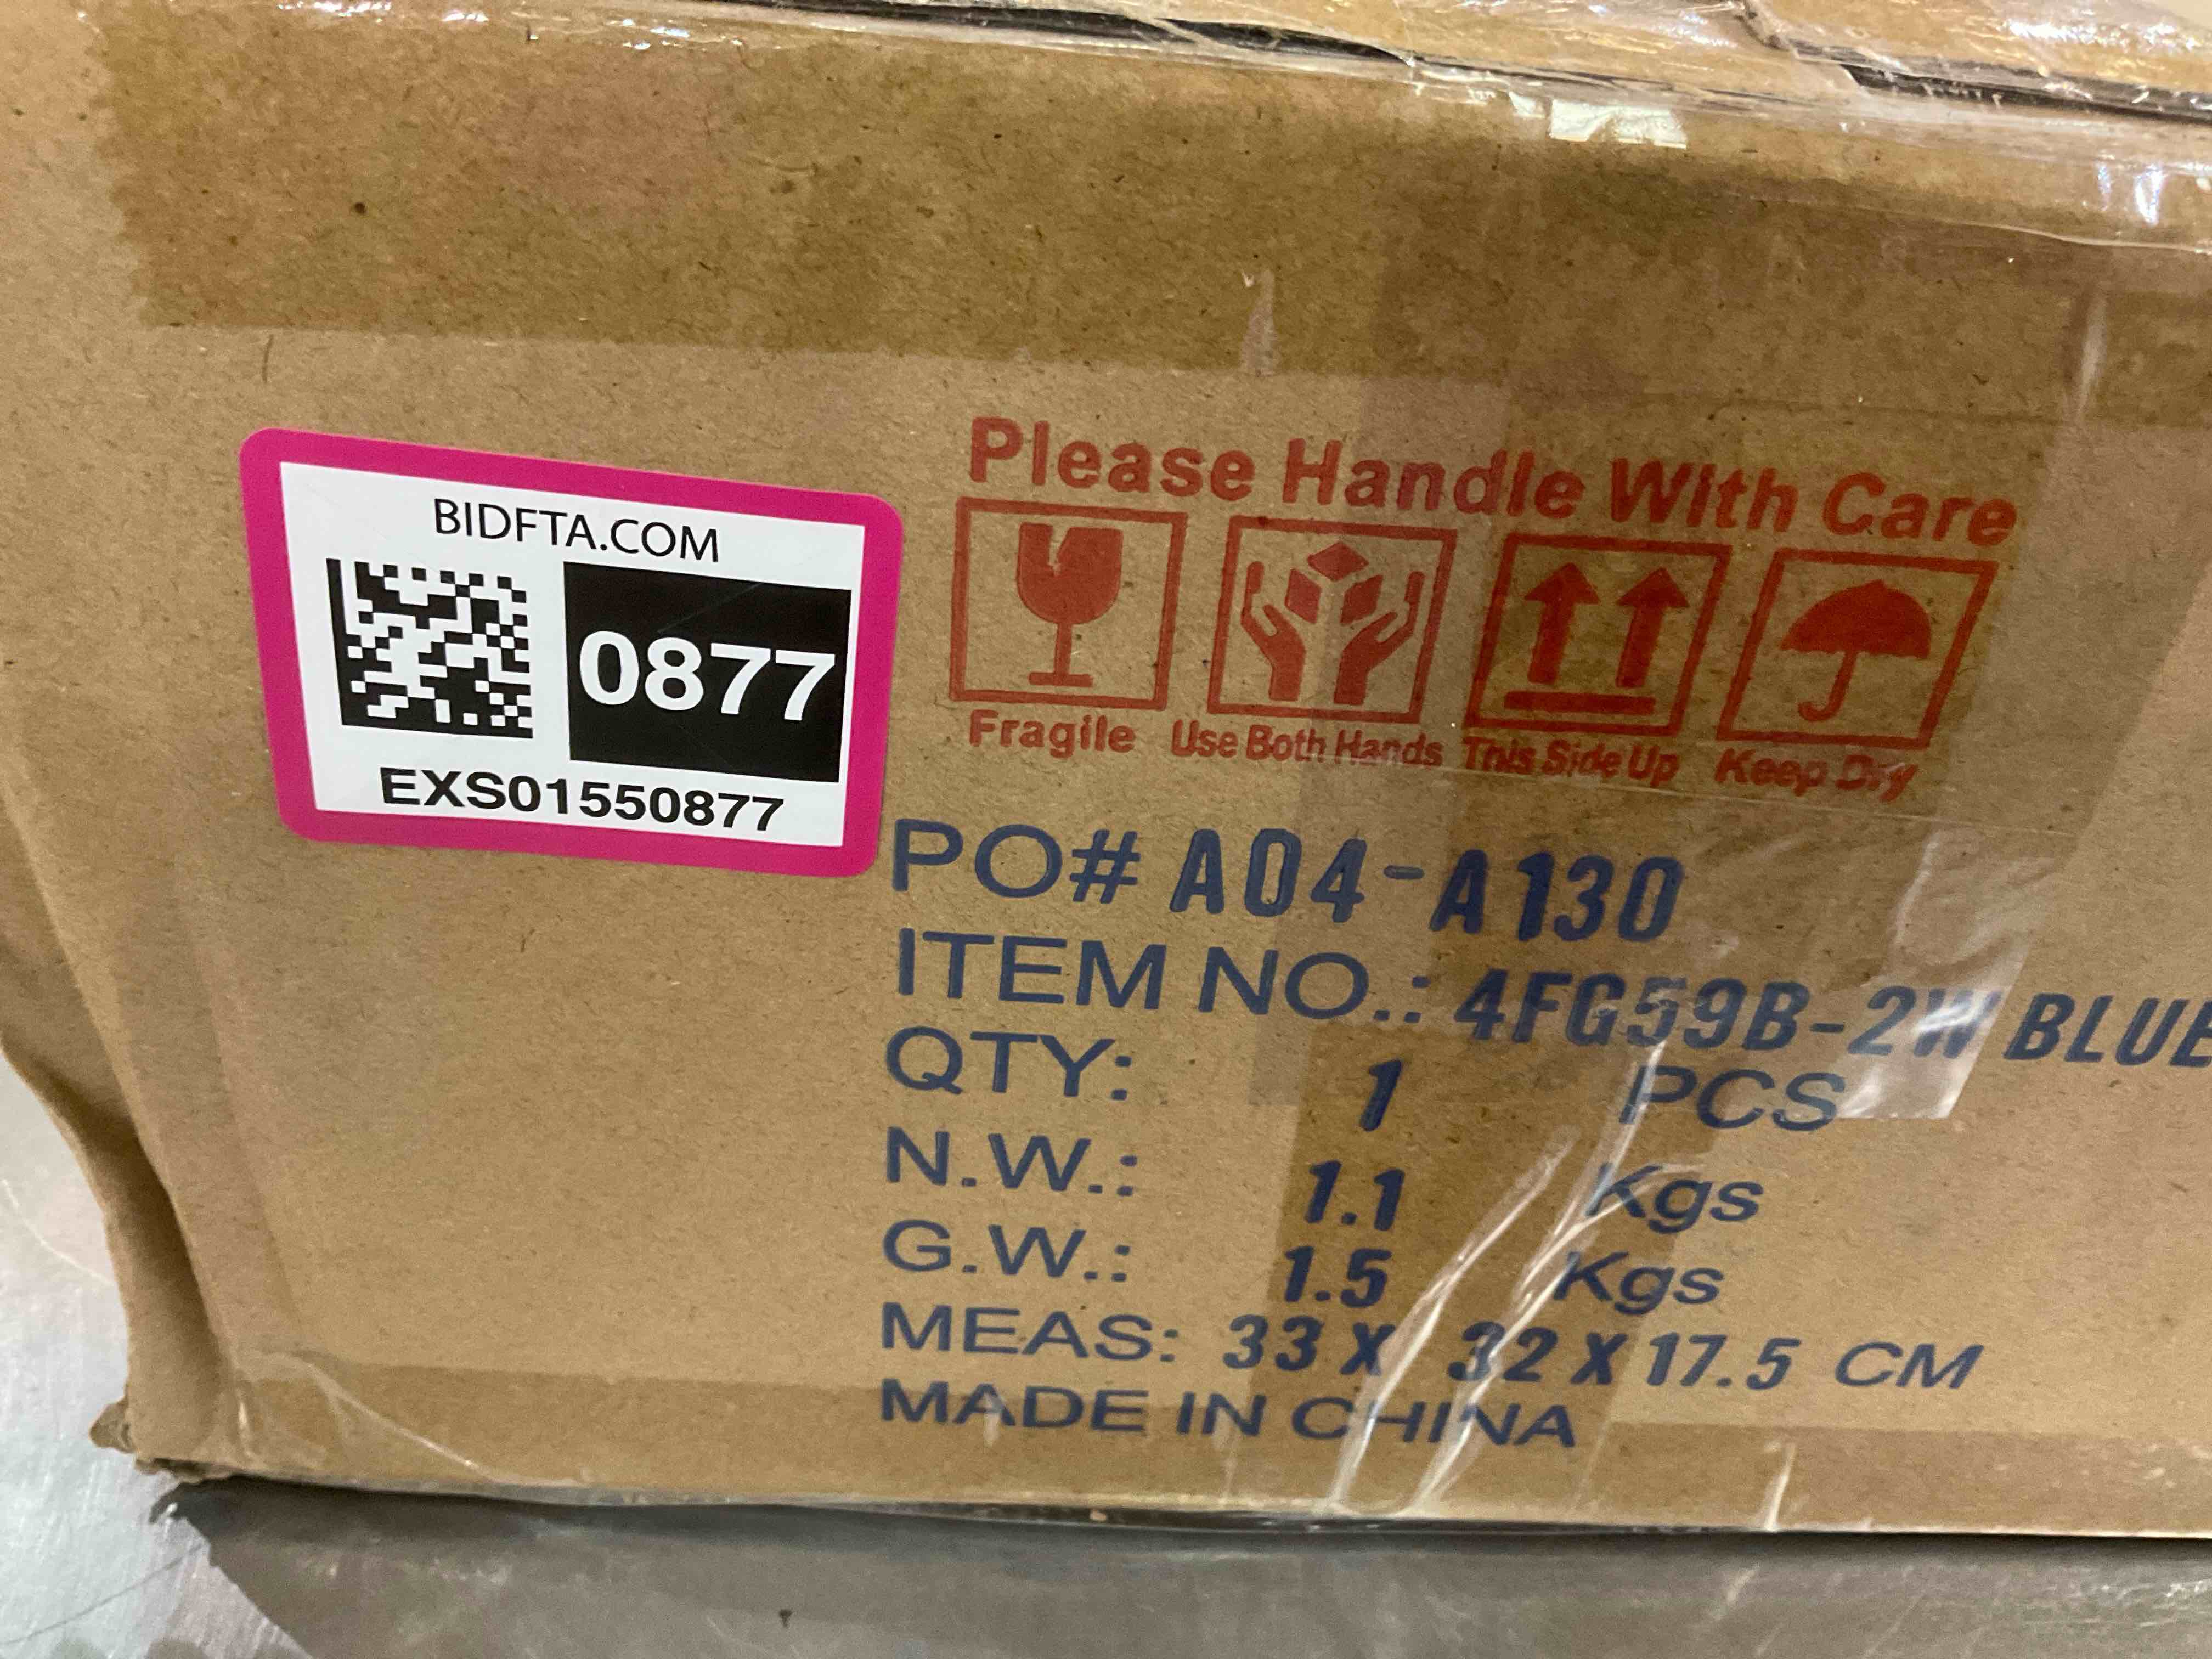 BIDFTA.COM
0877
EXS01550877
Please Handle With Care
Fragile Use Both Hands This Side Up Keep Dry
PO# A04-A130
ITEM NO.: 4FG59B-2W BLUE
QTY: 1 PCS
N.W.: 1.1 Kgs
G.W.: 1.5 Kgs
MEAS: 33 X 32 X 17.5 CM
MADE IN CHINA